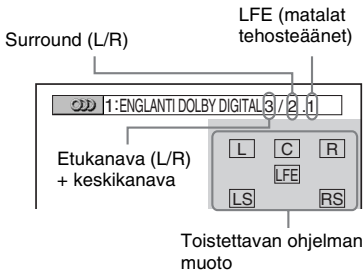 LFE (matalat
tehosteäänet)
Surround (L/R)
1:ENGLANTI DOLBY DIGITAL 3 / 2 .1
Etukanava (L/R)
+ keskikanava
L C R
LFE
LS RS
Toistettavan ohjelman
muoto